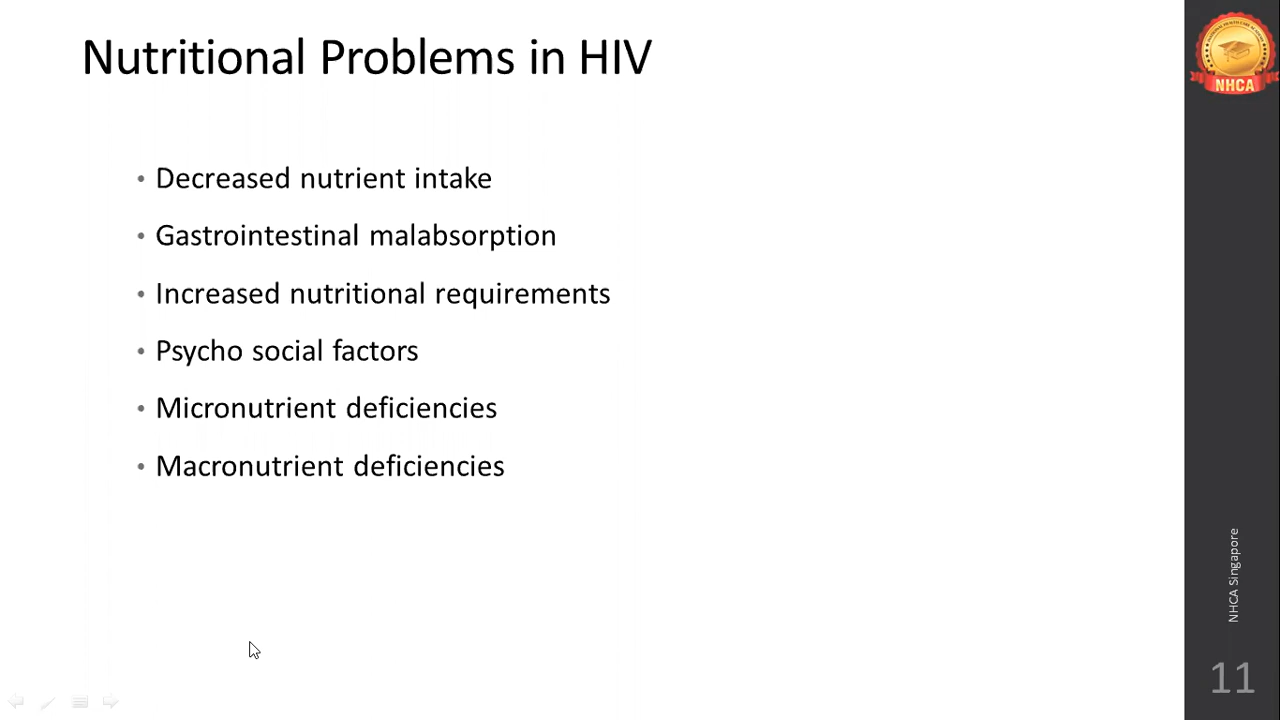 Nutritional Problems in HIV
• Decreased nutrient intake
• Gastrointestinal malabsorption
• Increased nutritional requirements
• Psycho social factors
• Micronutrient deficiencies
• Macronutrient deficiencies
NHCA
NHCA Singapore
11